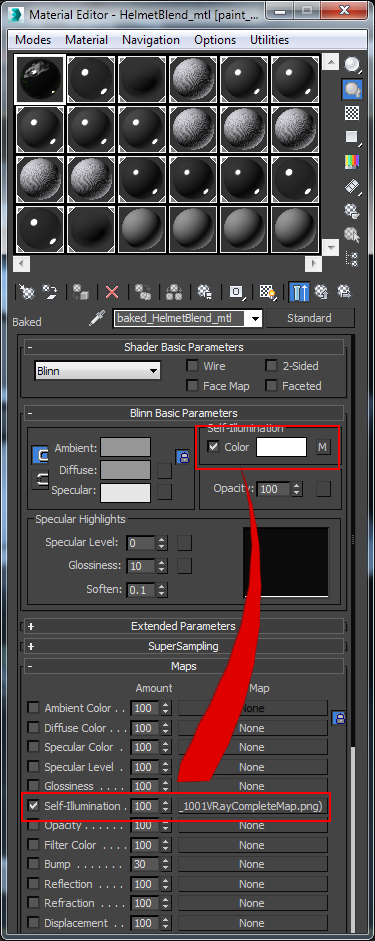 Material Editor - HelmetBlend_mtl [paint_...
Modes Material Navigation Options Utilities
Baked baked_HelmetBlend_mtl Standard
- Shader Basic Parameters
Blinn Wire 2-Sided
Face Map Faceted
- Blinn Basic Parameters
Self-Illumination
Ambient: Color M
Diffuse:
Specular: Opacity: 100
Specular Highlights
Specular Level: 0
Glossiness: 10
Soften: 0.1
+ Extended Parameters
+ SuperSampling
- Maps
Amount Map
Ambient Color . . . 100 None
Diffuse Color . . . 100 None
Specular Color . 100 None
Specular Level . 100 None
Glossiness . . . . 100 None
Self-Illumination . 100 _1001VRayCompleteMap.png)
Opacity . . . . . . 100 None
Filter Color . . . . 100 None
Bump . . . . . . . 30 None
Reflection . . . . 100 None
Refraction . . . . 100 None
Displacement . . 100 None